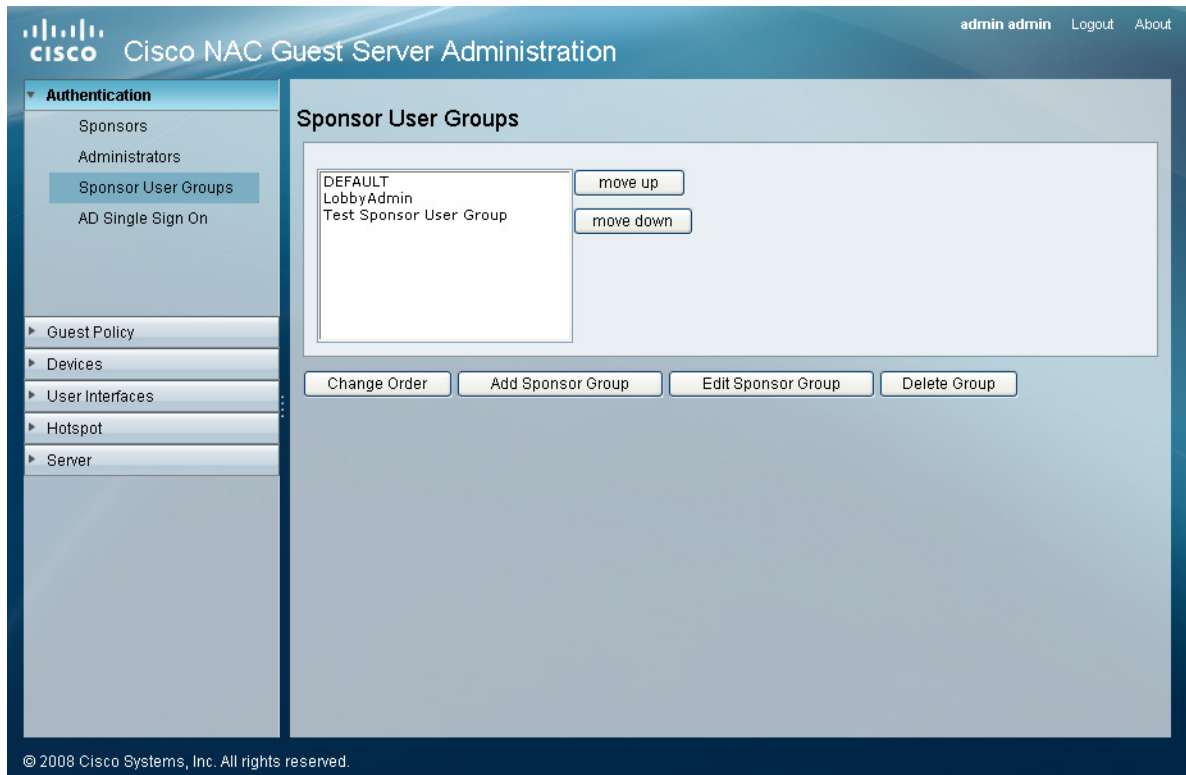 admin admin Logout About
CISCO Cisco NAC Guest Server Administration
Authentication
Sponsors
Administrators
Sponsor User Groups
AD Single Sign On
Guest Policy
Devices
User Interfaces
Hotspot
Server
Sponsor User Groups
DEFAULT
LobbyAdmin
Test Sponsor User Group
move up
move down
Change Order Add Sponsor Group Edit Sponsor Group Delete Group
© 2008 Cisco Systems, Inc. All rights reserved.